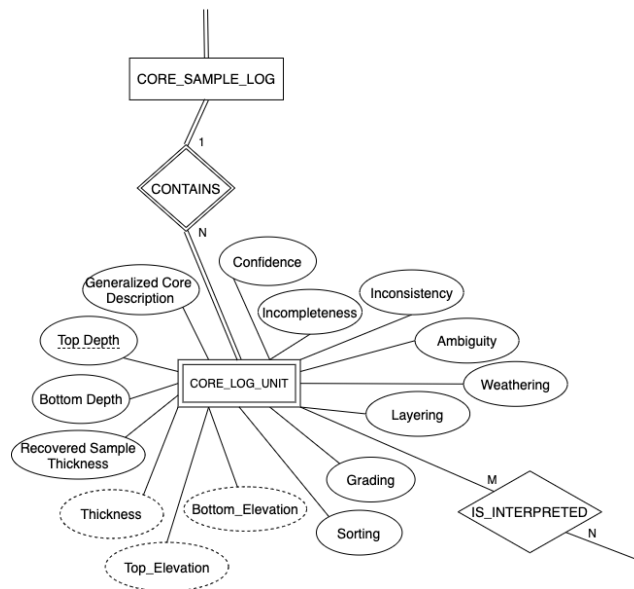 CORE_SAMPLE_LOG
1
CONTAINS
N
Confidence
Generalized Core
Description
Inconsistency
Incompleteness
Top Depth
Ambiguity
CORE_LOG_UNIT
Weathering
Bottom Depth
Layering
Recovered Sample
Thickness
Grading
M
Thickness
Bottom_Elevation
IS_INTERPRETED
Sorting
N
Top_Elevation